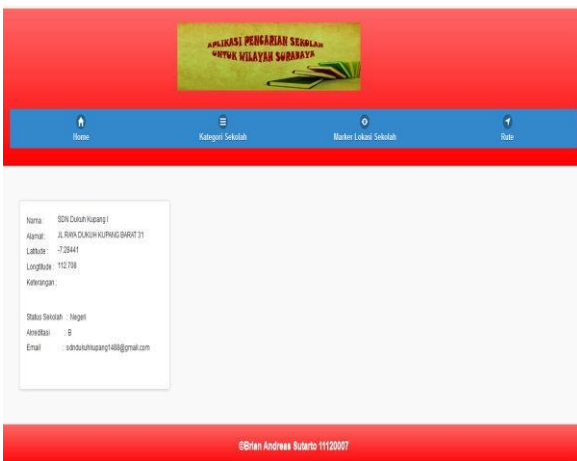 APLIKASI PENCARIAN SEKOLAH
UNTUK WILAYAH SURABAYA
Home
Kategori Sekolah
Marker Lokasi Sekolah
Rute
Nama : SDN Dukuh Kupang I
Alamat : JL RAYA DUKUH KUPANG BARAT 31
Latitude : -7.28441
Longtitude : 112.708
Keterangan :
Status Sekolah : Negeri
Akreditasi : B
Email : sdndukuhkupang1488@gmail.com
©Brian Andreas Sutarto 11120007